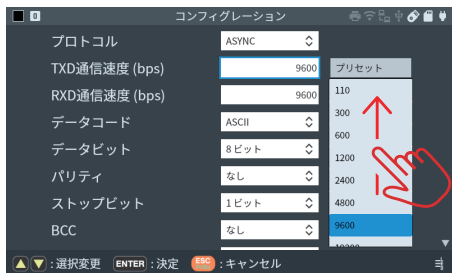 0 コンフィグレーション
プロトコル ASYNC
TXD通信速度 (bps) 9600 プリセット
RXD通信速度 (bps) 9600 110
データコード ASCII 300
600
データビット 8ビット 1200
パリティ なし 2400
ストップビット 1ビット 4800
BCC なし 9600
19200
:選択変更 ENTER :決定 ESC :キャンセル